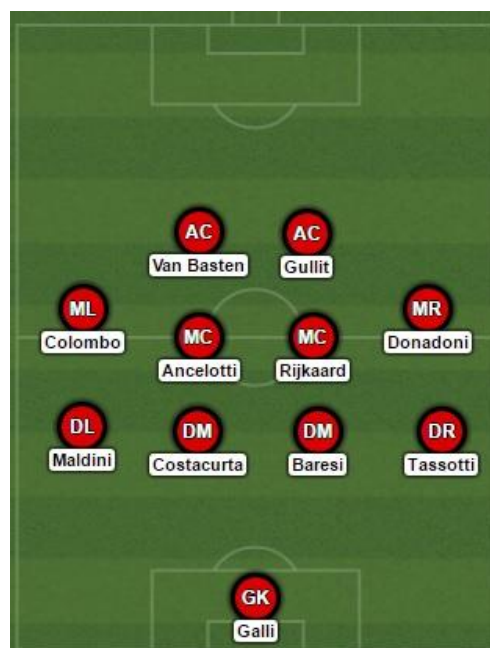 AC
AC
Van Basten
Gullit
ML
MR
Colombo
Donadoni
MC
MC
Ancelotti
Rijkaard
DL
DM
DM
DR
Maldini
Costacurta
Baresi
Tassotti
GK
Galli